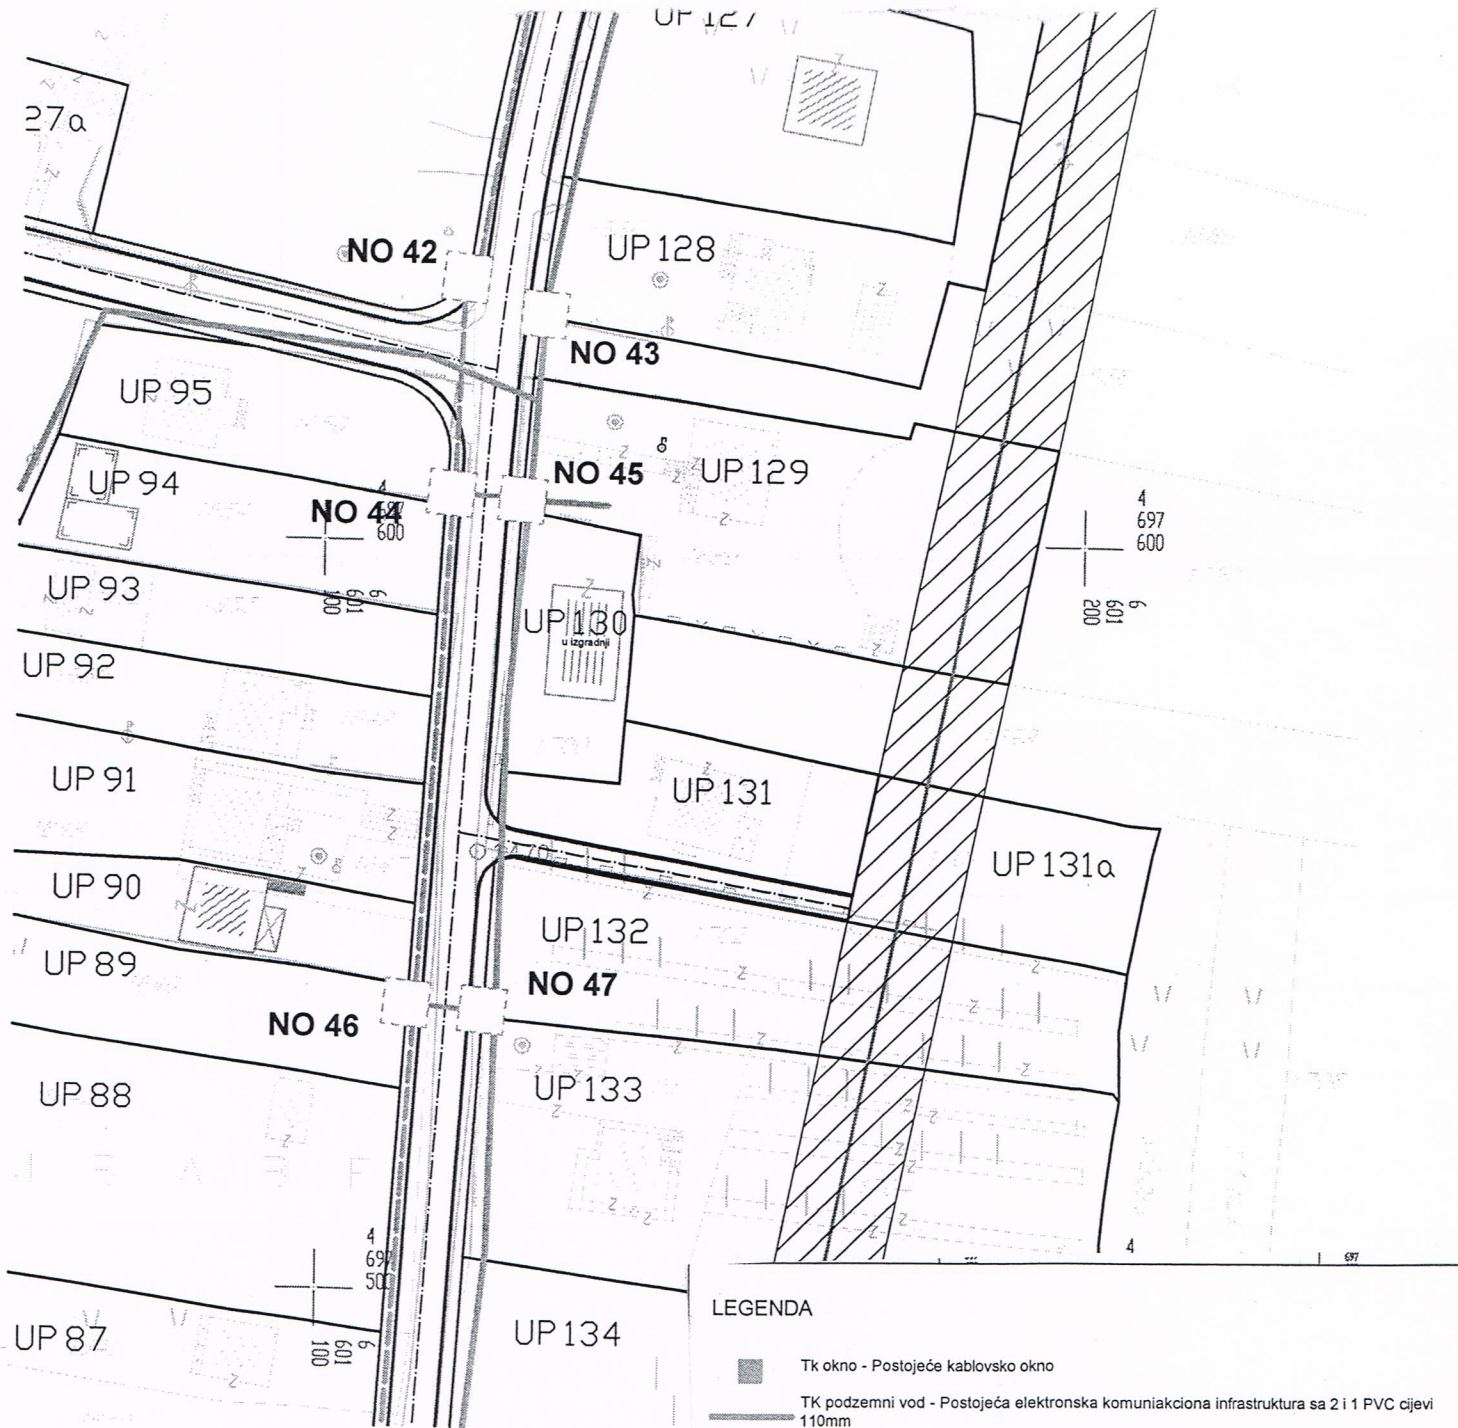 UP 127
27a
NO 42
UP 128
NO 43
UP 95
NO 45
UP 129
UP 94
NO 44
4
697
600
4
697
600
UP 93
6
601
100
6
601
200
UP 130
u izgradnji
UP 92
UP 91
UP 131
UP 131a
UP 90
UP 132
UP 89
NO 47
NO 46
UP 88
UP 133
4
697
500
4
697
UP 87
6
601
100
UP 134
LEGENDA
Tk okno - Postojeće kablovsko okno
TK podzemni vod - Postojeća elektronska komuniakciona infrastruktura sa 2 i 1 PVC cijevi
110mm